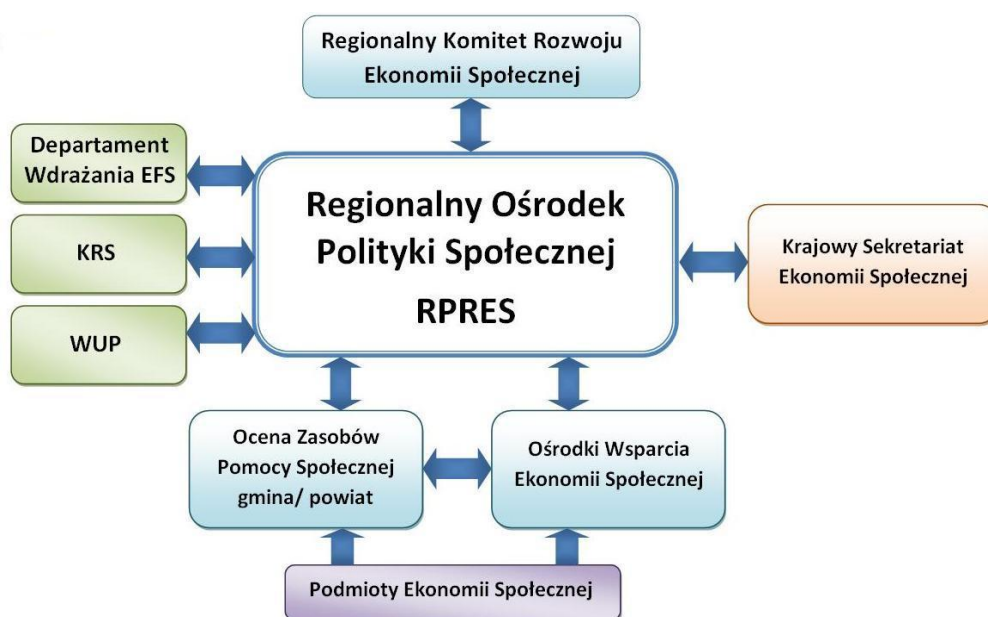 Regionalny Komitet Rozwoju
Ekonomii Społecznej
Departament
Wdrażania EFS
KRS
WUP
Regionalny Ośrodek
Polityki Społecznej
RPRES
Krajowy Sekretariat
Ekonomii Społecznej
Ocena Zasobów
Pomocy Społecznej
gmina/ powiat
Ośrodki Wsparcia
Ekonomii Społecznej
Podmioty Ekonomii Społecznej